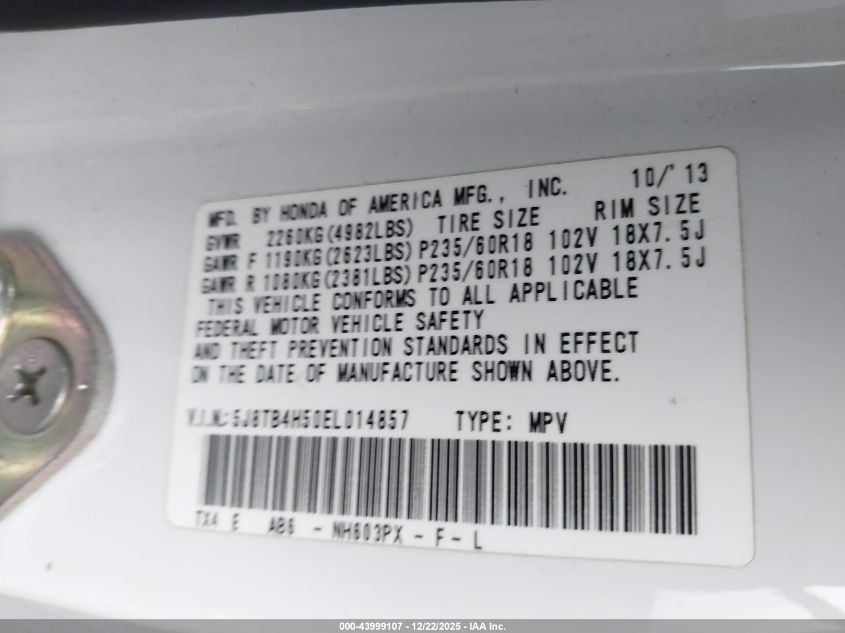 MFD. BY HONDA OF AMERICA MFG., INC. 10/'13
GVWR 2260KG(4982LBS) TIRE SIZE RIM SIZE
GAWR F 1190KG(2623LBS) P235/60R18 102V 18X7.5J
GAWR R 1080KG(2381LBS) P235/60R18 102V 18X7.5J
THIS VEHICLE CONFORMS TO ALL APPLICABLE
FEDERAL MOTOR VEHICLE SAFETY
AND THEFT PREVENTION STANDARDS IN EFFECT
ON THE DATE OF MANUFACTURE SHOWN ABOVE.
V.I.N.: 5J8TB4H50EL014857 TYPE: MPV
TX4 E AB6 - NH603PX - F - L
000-43999107 - 12/22/2025 - IAA Inc.